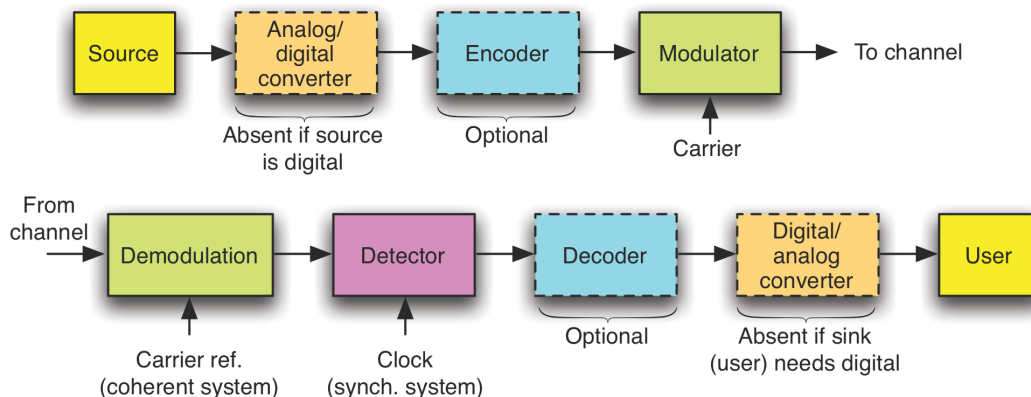 Source
Analog/
digital
converter
Encoder
Modulator
To channel
Absent if source
is digital
Optional
Carrier
From
channel
Demodulation
Detector
Decoder
Digital/
analog
converter
User
Carrier ref.
(coherent system)
Clock
(synch. system)
Optional
Absent if sink
(user) needs digital